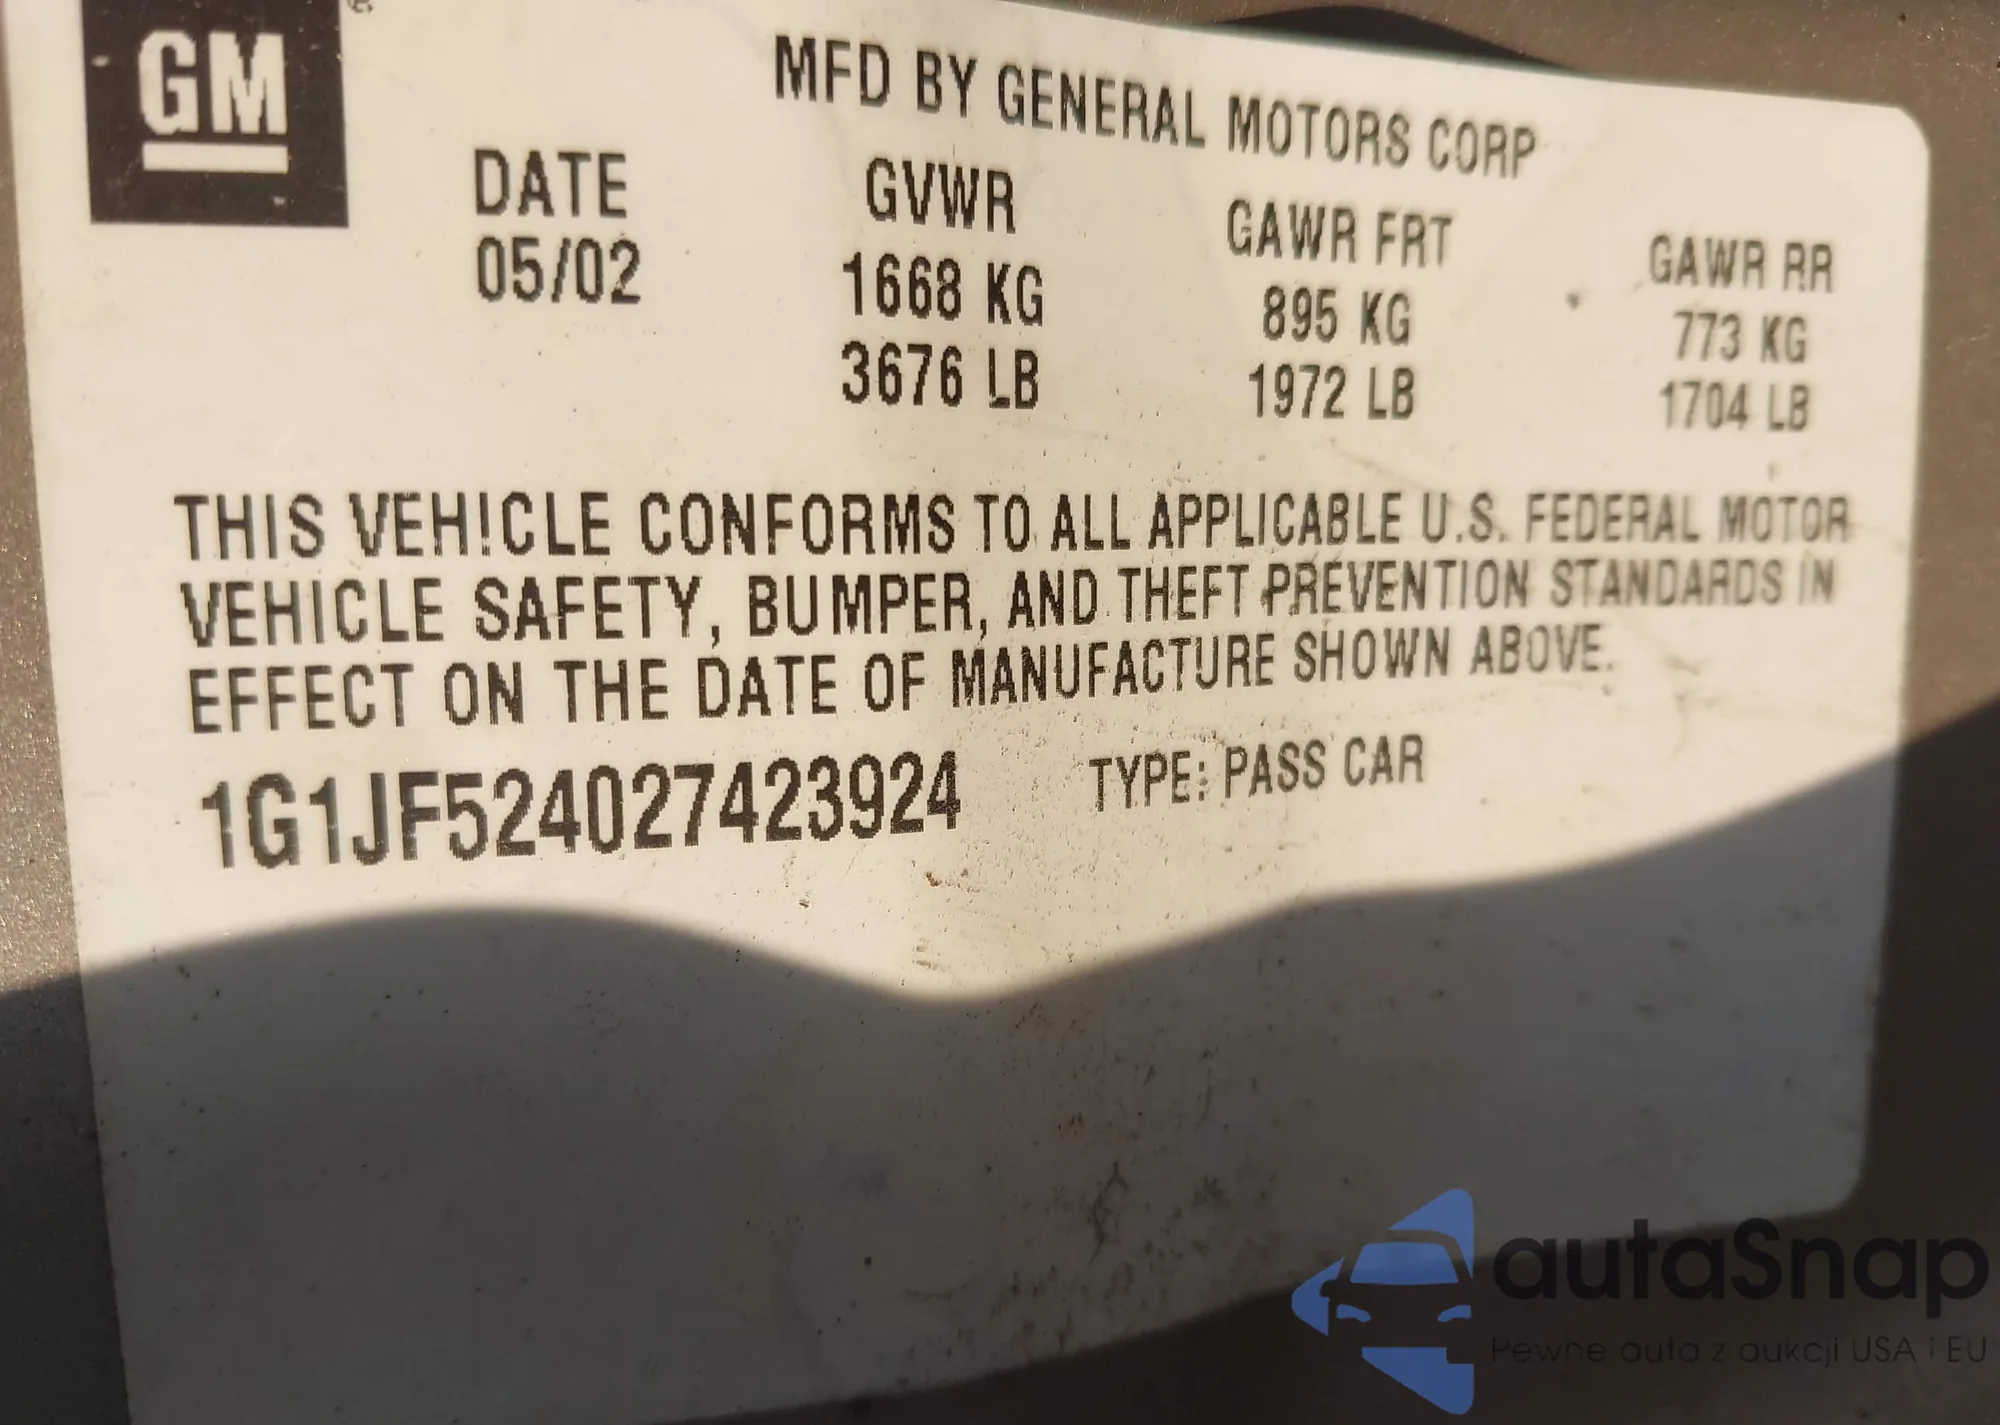 GM
MFD BY GENERAL MOTORS CORP
DATE GVWR GAWR FRT GAWR RR
05/02 1668 KG 895 KG 773 KG
3676 LB 1972 LB 1704 LB
THIS VEHICLE CONFORMS TO ALL APPLICABLE U.S. FEDERAL MOTOR
VEHICLE SAFETY, BUMPER, AND THEFT PREVENTION STANDARDS IN
EFFECT ON THE DATE OF MANUFACTURE SHOWN ABOVE.
1G1JF524027423924 TYPE: PASS CAR
autaSnap
Pewne auta z aukcji USA i EU